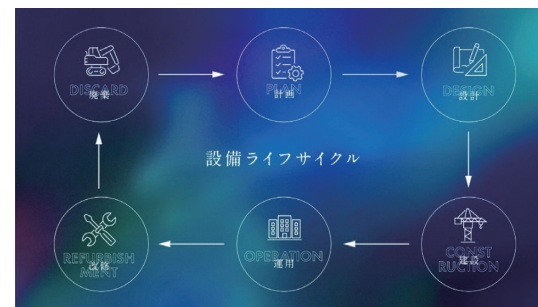 DISCARD
廃棄
PLAN
計画
DESIGN
設計
設備ライフサイクル
REFURBISH
MENT
改修
OPERATION
運用
CONST
RUCTION
建設